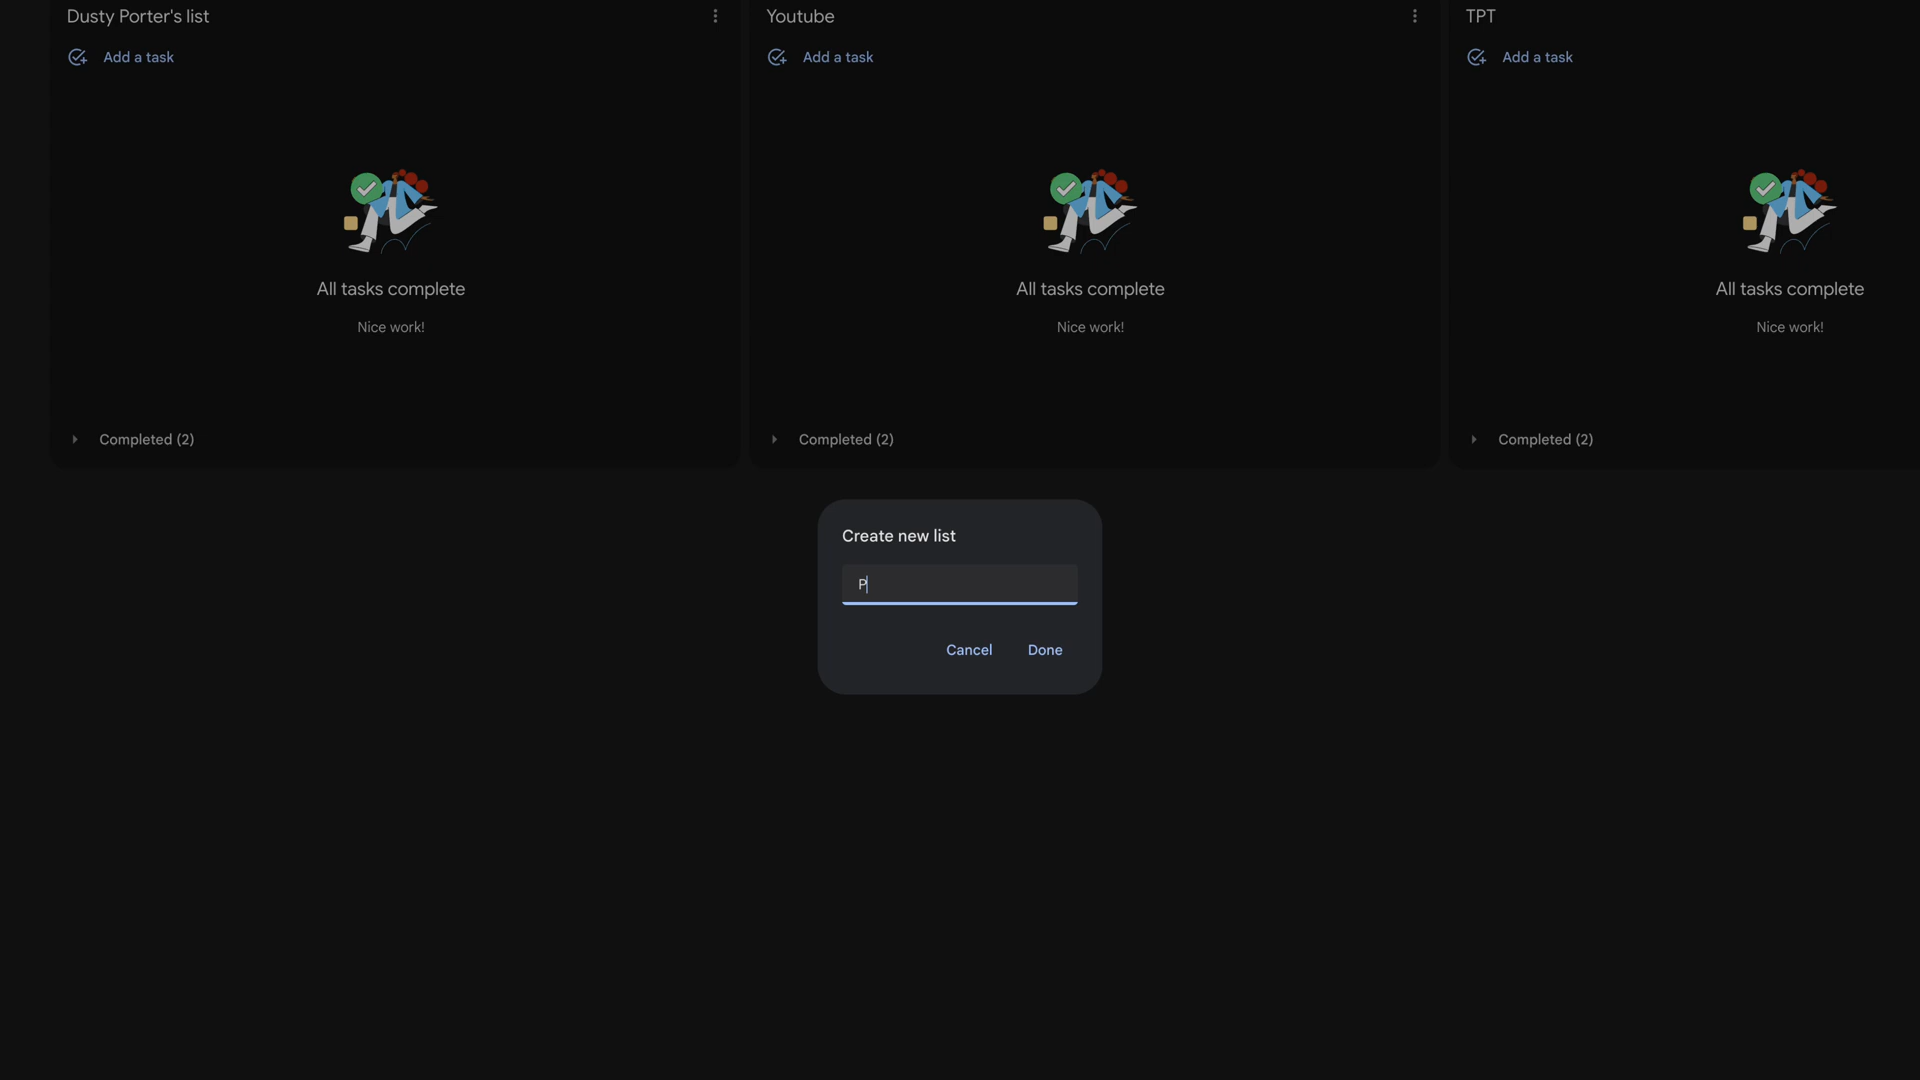 Dusty Porter's list
Add a task
All tasks complete
Nice work!
Completed (2)
Youtube
Add a task
All tasks complete
Nice work!
Completed (2)
TPT
Add a task
All tasks complete
Nice work!
Completed (2)
Create new list
P
Cancel Done